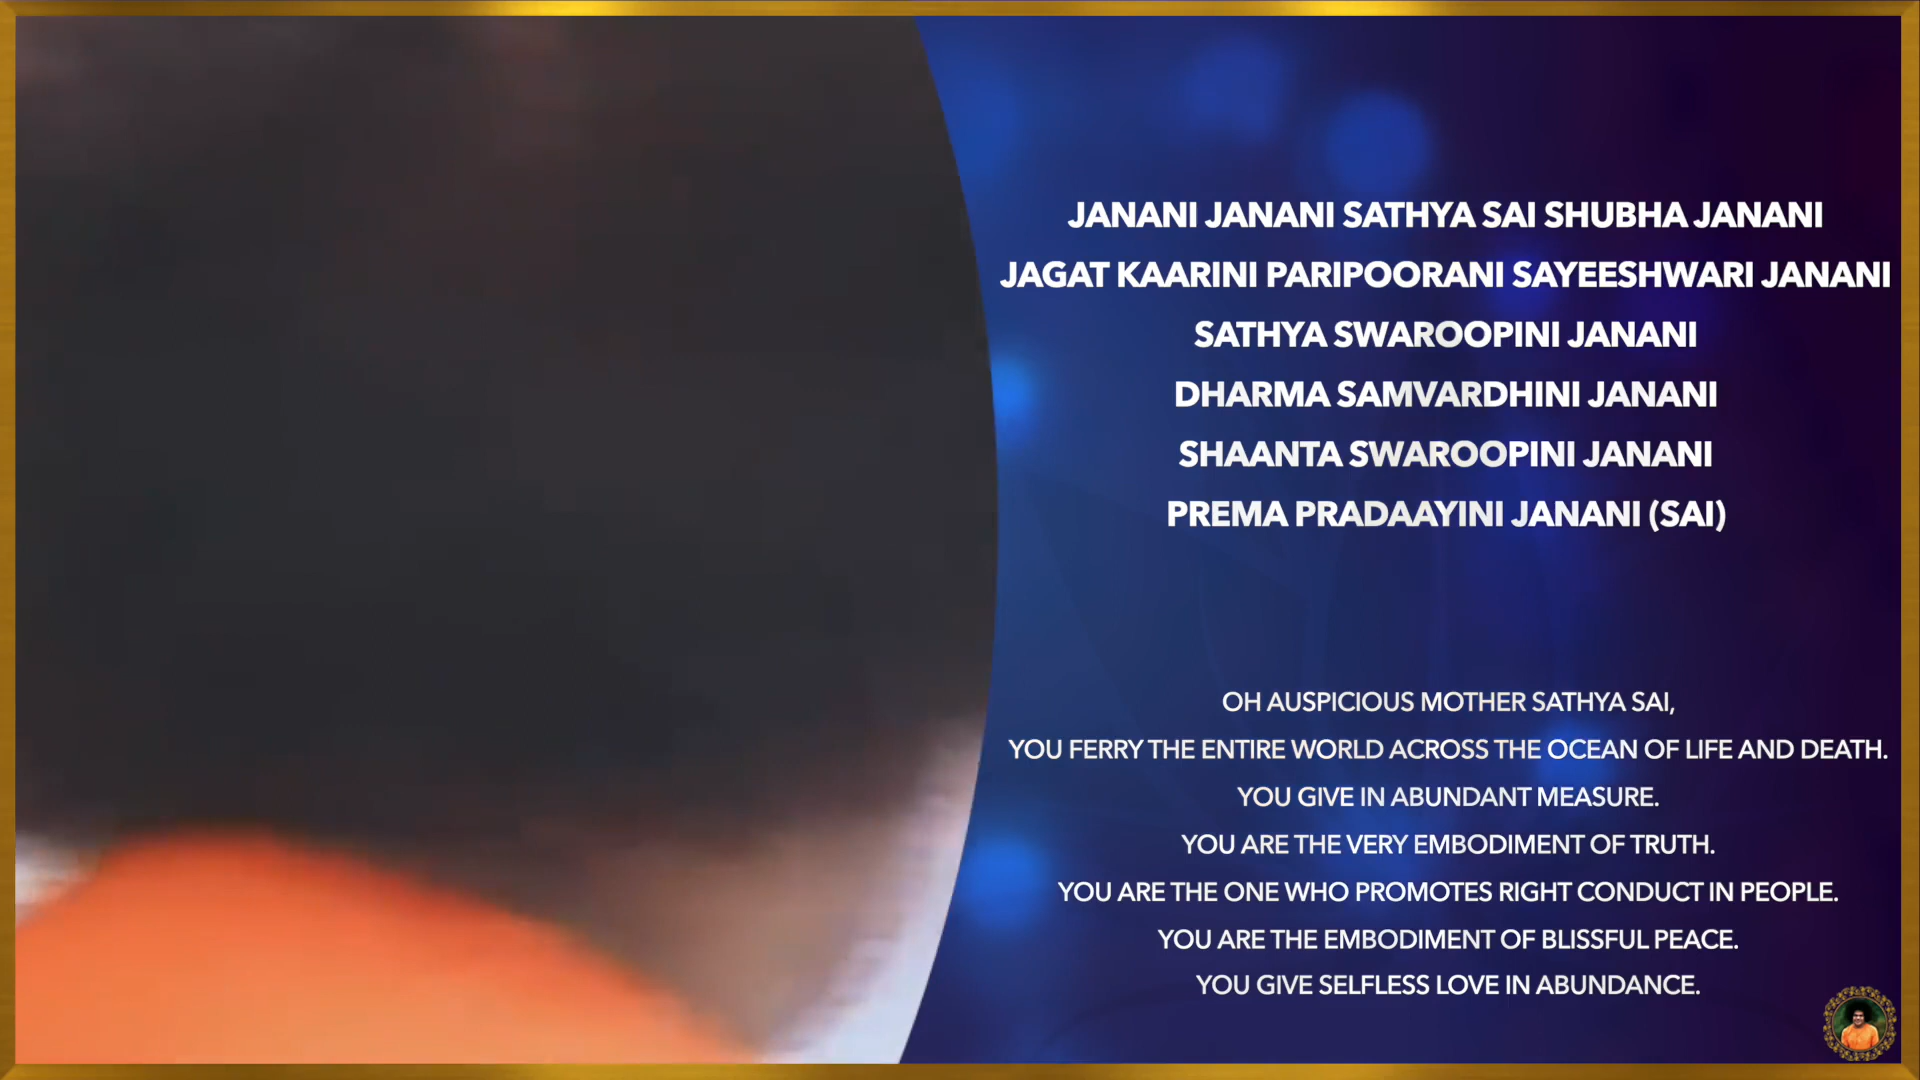 JANANI JANANI SATHYA SAI SHUBHA JANANI
JAGAT KAARINI PARIPOORANI SAYEESHWARI JANANI
SATHYA SWAROOPINI JANANI
DHARMA SAMVARDHINI JANANI
SHAANTA SWAROOPINI JANANI
PREMA PRADAAYINI JANANI (SAI)
OH AUSPICIOUS MOTHER SATHYA SAI,
YOU FERRY THE ENTIRE WORLD ACROSS THE OCEAN OF LIFE AND DEATH.
YOU GIVE IN ABUNDANT MEASURE.
YOU ARE THE VERY EMBODIMENT OF TRUTH.
YOU ARE THE ONE WHO PROMOTES RIGHT CONDUCT IN PEOPLE.
YOU ARE THE EMBODIMENT OF BLISSFUL PEACE.
YOU GIVE SELFLESS LOVE IN ABUNDANCE.